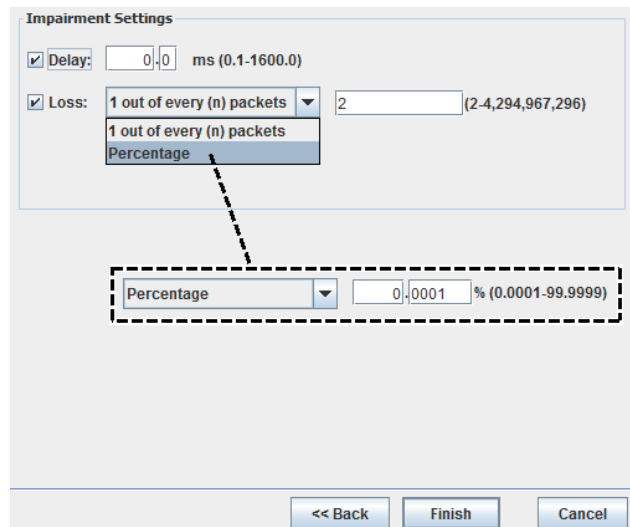 Impairment Settings
Delay: 0.0 ms (0.1-1600.0)
Loss: 1 out of every (n) packets 2 (2-4,294,967,296)
1 out of every (n) packets
Percentage
Percentage 0.0001 % (0.0001-99.9999)
<< Back Finish Cancel